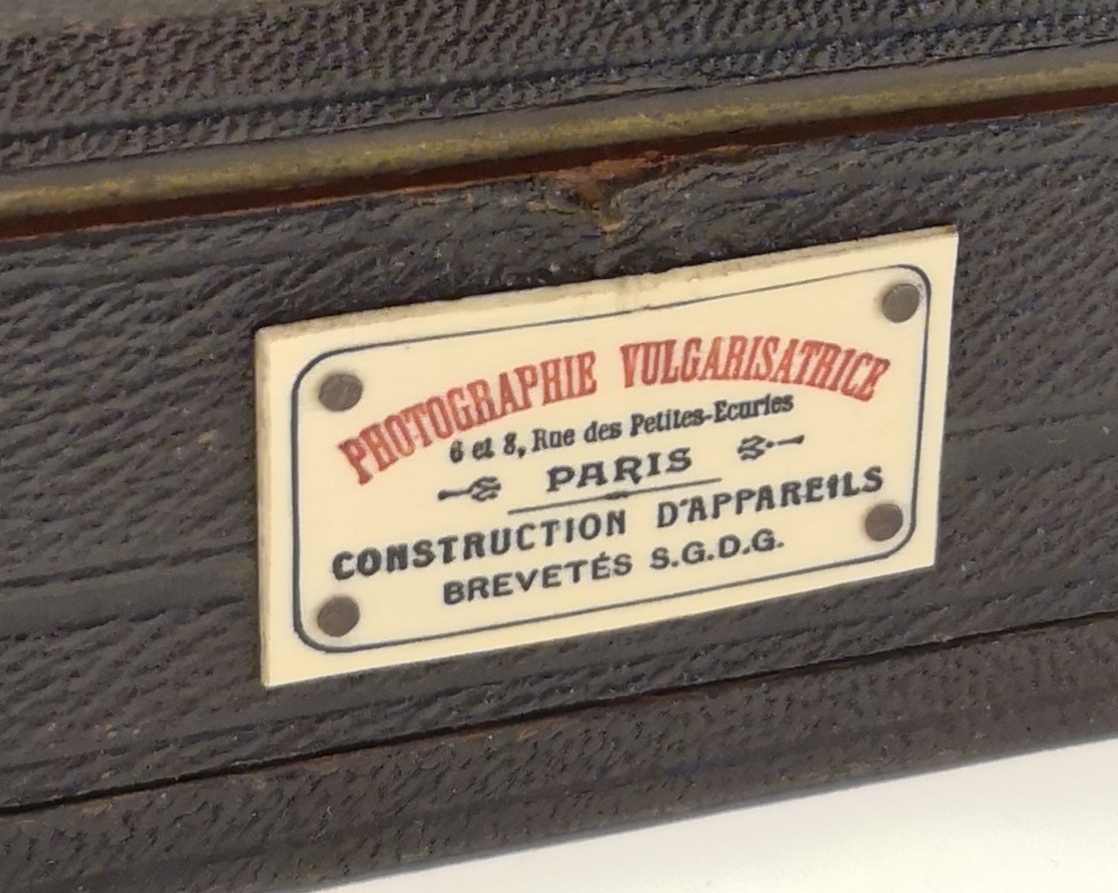 PHOTOGRAPHIE VULGARISATRICE
6 et 8, Rue des Petites-Ecuries
PARIS
CONSTRUCTION D'APPAREILS
BREVETÉS S.G.D.G.